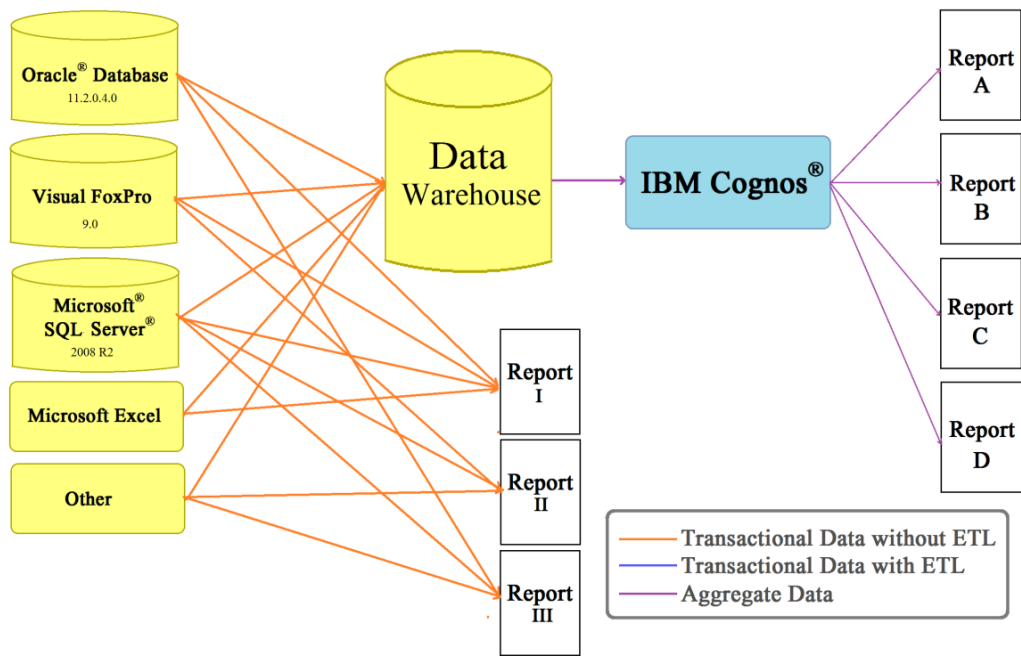 Oracle® Database
11.2.0.4.0
Visual FoxPro
9.0
Microsoft®
SQL Server®
2008 R2
Microsoft Excel
Other
Data
Warehouse
IBM Cognos®
Report
A
Report
B
Report
C
Report
D
Report
I
Report
II
Report
III
Transactional Data without ETL
Transactional Data with ETL
Aggregate Data